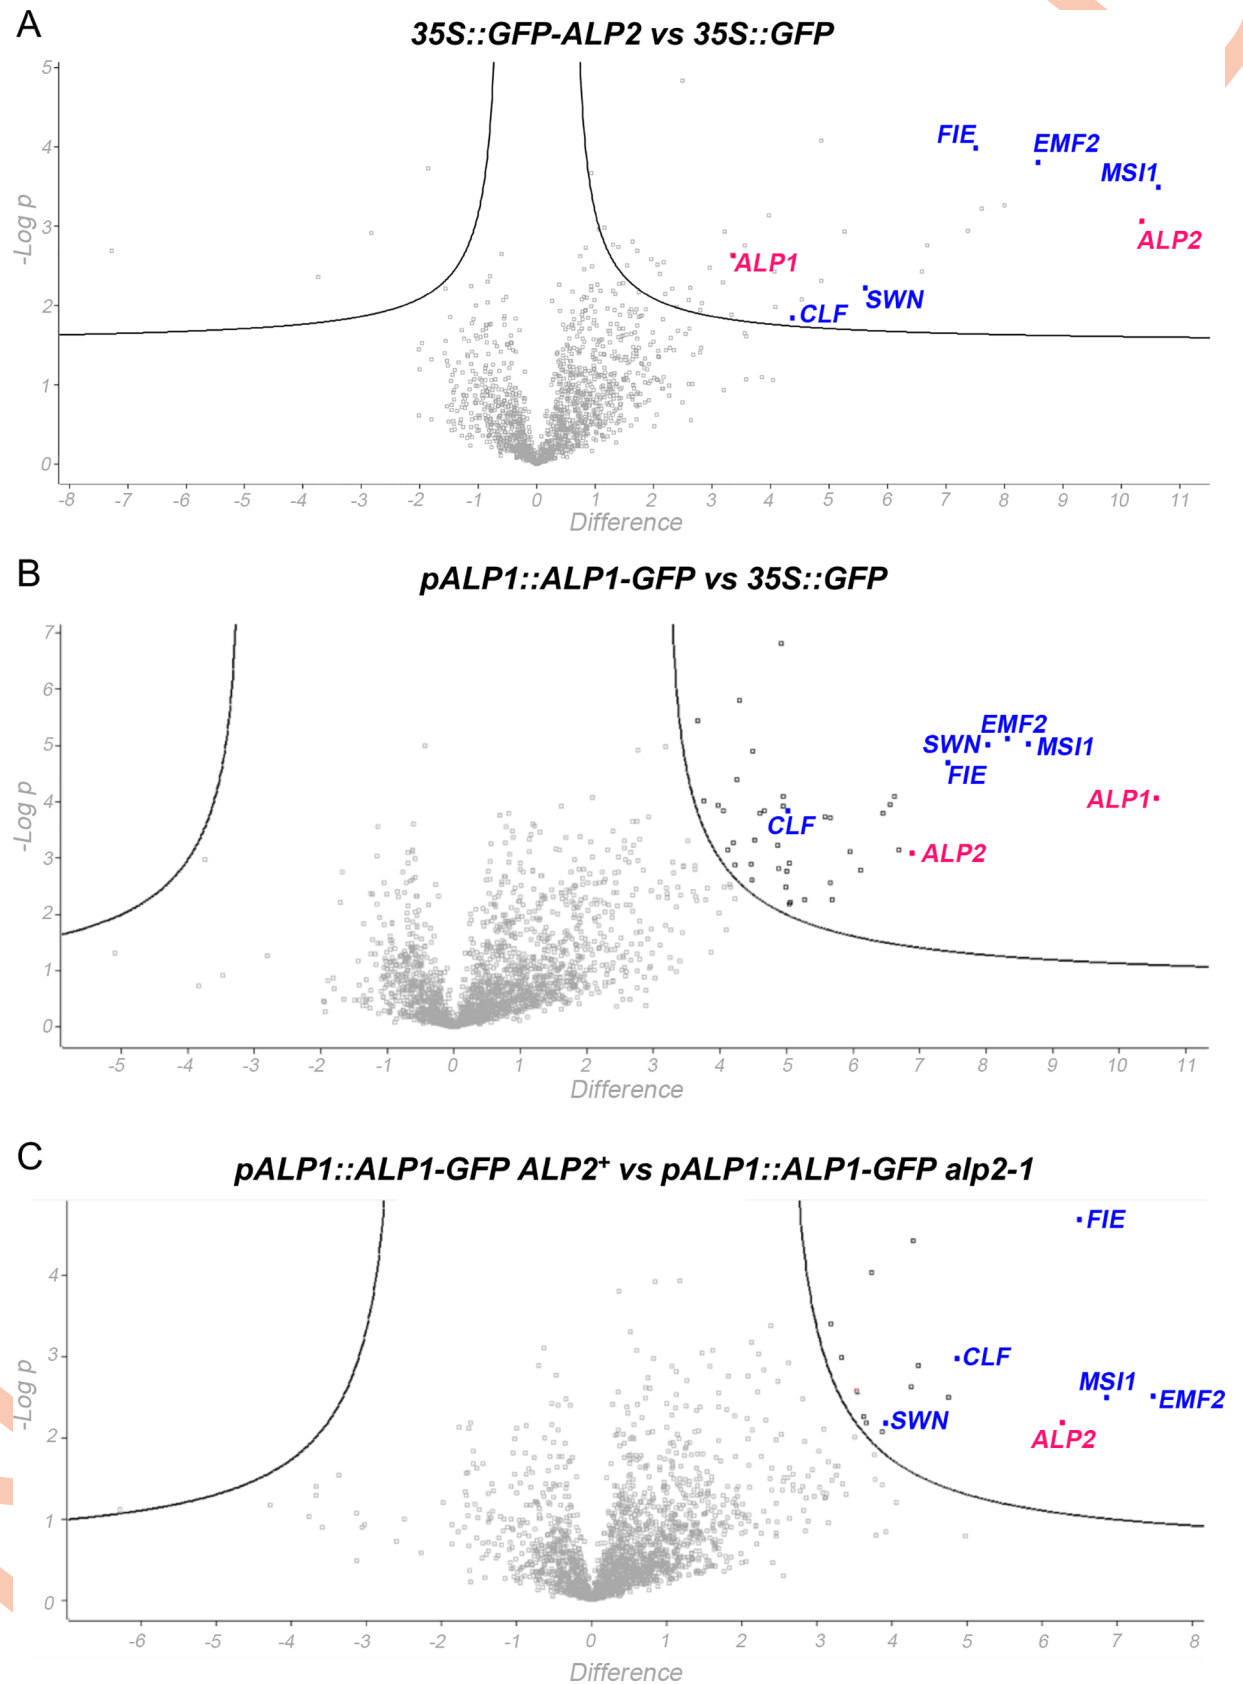 A
35S::GFP-ALP2 vs 35S::GFP
5
4
3
2
1
0
-Log p
FIE
EMF2
MSI1
ALP2
ALP1
SWN
CLF
-8 -7 -6 -5 -4 -3 -2 -1 0 1 2 3 4 5 6 7 8 9 10 11
Difference
B
pALP1::ALP1-GFP vs 35S::GFP
7
6
5
4
3
2
1
0
-Log p
EMF2
SWN
MSI1
FIE
ALP1
CLF
ALP2
-5 -4 -3 -2 -1 0 1 2 3 4 5 6 7 8 9 10 11
Difference
C
pALP1::ALP1-GFP ALP2⁺ vs pALP1::ALP1-GFP alp2-1
4
3
2
1
0
-Log p
FIE
CLF
MSI1
EMF2
SWN
ALP2
-6 -5 -4 -3 -2 -1 0 1 2 3 4 5 6 7 8
Difference